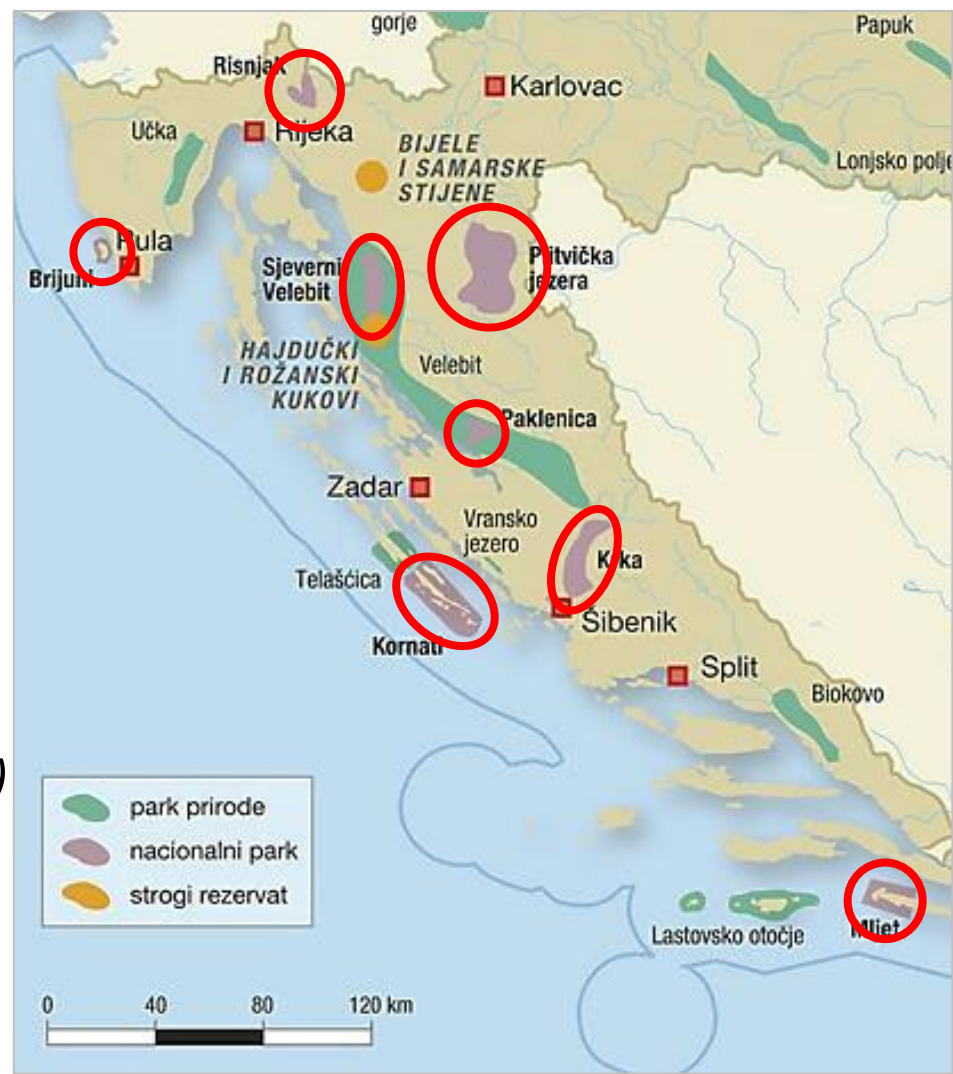 gorje
Papuk
Risnjak
Karlovac
Učka
Rijeka
BIJELE
I SAMARSKE
STIJENE
Lonjsko polje
Pula
Brijuni
Sjeverni
Velebit
Plitvička
jezera
HAJDUČKI
I ROŽANSKI
KUKOVI
Velebit
Paklenica
Zadar
Vransko
jezero
Krka
Telašćica
Šibenik
Kornati
Split
Biokovo
)
park prirode
nacionalni park
strogi rezervat
Lastovsko otočje
Mljet
0 40 80 120 km